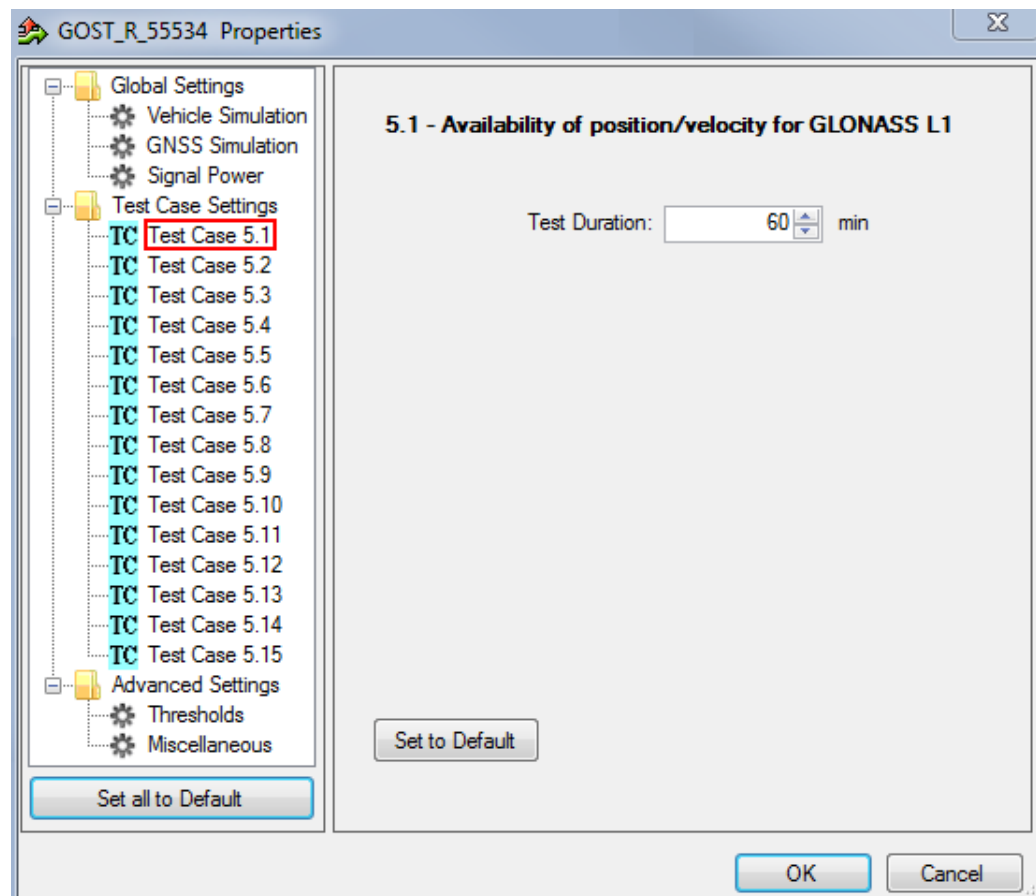 GOST_R_55534 Properties
Global Settings
Vehicle Simulation
GNSS Simulation
Signal Power
Test Case Settings
TC Test Case 5.1
TC Test Case 5.2
TC Test Case 5.3
TC Test Case 5.4
TC Test Case 5.5
TC Test Case 5.6
TC Test Case 5.7
TC Test Case 5.8
TC Test Case 5.9
TC Test Case 5.10
TC Test Case 5.11
TC Test Case 5.12
TC Test Case 5.13
TC Test Case 5.14
TC Test Case 5.15
Advanced Settings
Thresholds
Miscellaneous
Set all to Default
5.1 - Availability of position/velocity for GLONASS L1
Test Duration: 60 min
Set to Default
OK Cancel